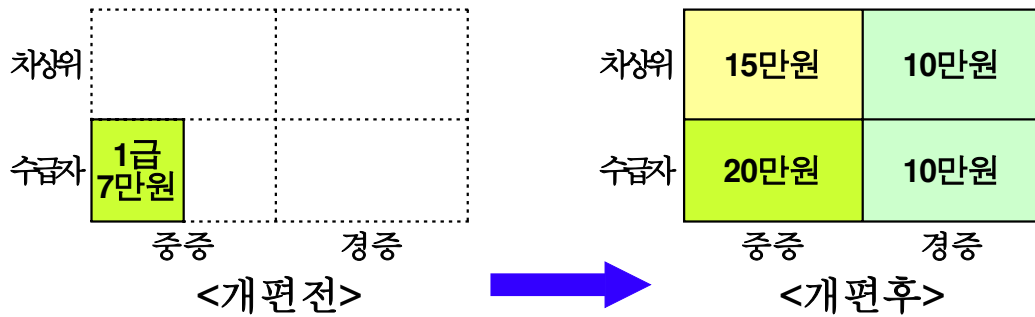 차상위
수급자
1급
7만원
중증 경증
<개편전>
차상위 15만원 10만원
수급자 20만원 10만원
중증 경증
<개편후>